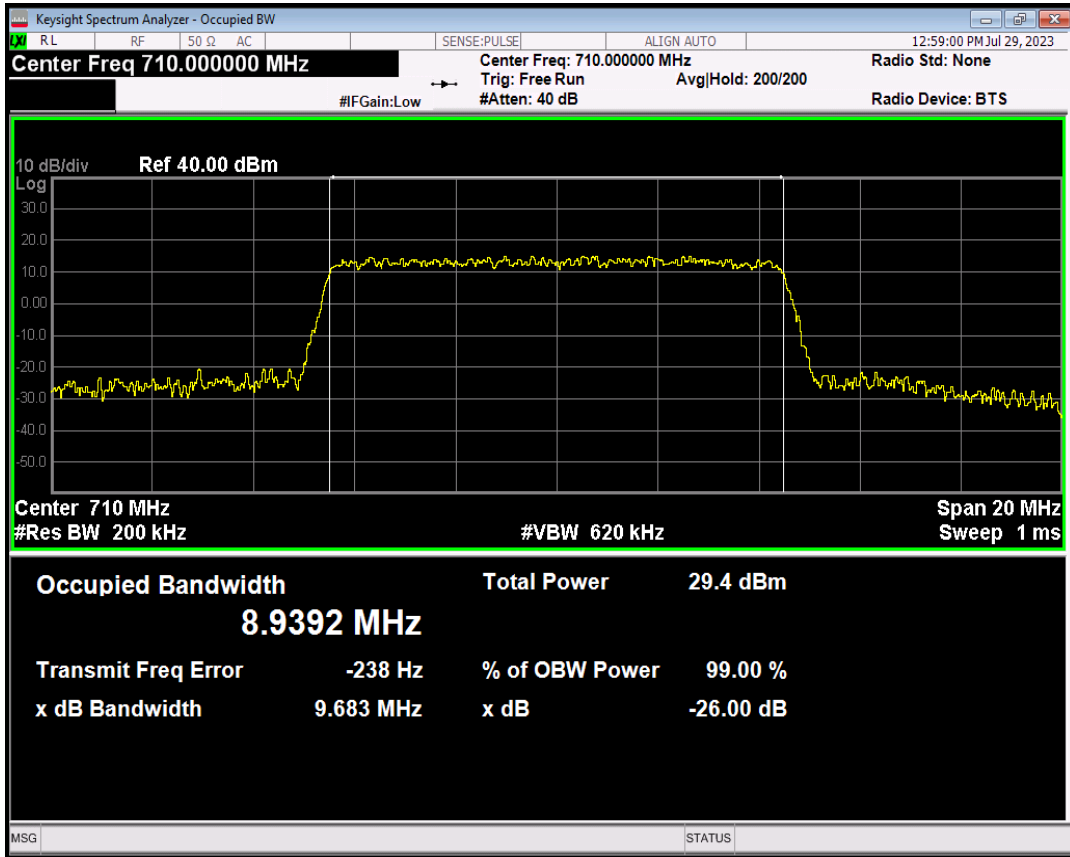 Keysight Spectrum Analyzer - Occupied BW
LXI RL RF 50 Ω AC SENSE:PULSE ALIGN AUTO 12:59:00 PM Jul 29, 2023
Center Freq 710.000000 MHz Center Freq: 710.000000 MHz Radio Std: None
Trig: Free Run Avg|Hold: 200/200
#IFGain:Low #Atten: 40 dB Radio Device: BTS
10 dB/div Ref 40.00 dBm
Log
30.0
20.0
10.0
0.00
-10.0
-20.0
-30.0
-40.0
-50.0
Center 710 MHz Span 20 MHz
#Res BW 200 kHz #VBW 620 kHz Sweep 1 ms
Occupied Bandwidth Total Power 29.4 dBm
8.9392 MHz
Transmit Freq Error -238 Hz % of OBW Power 99.00 %
x dB Bandwidth 9.683 MHz x dB -26.00 dB
MSG STATUS